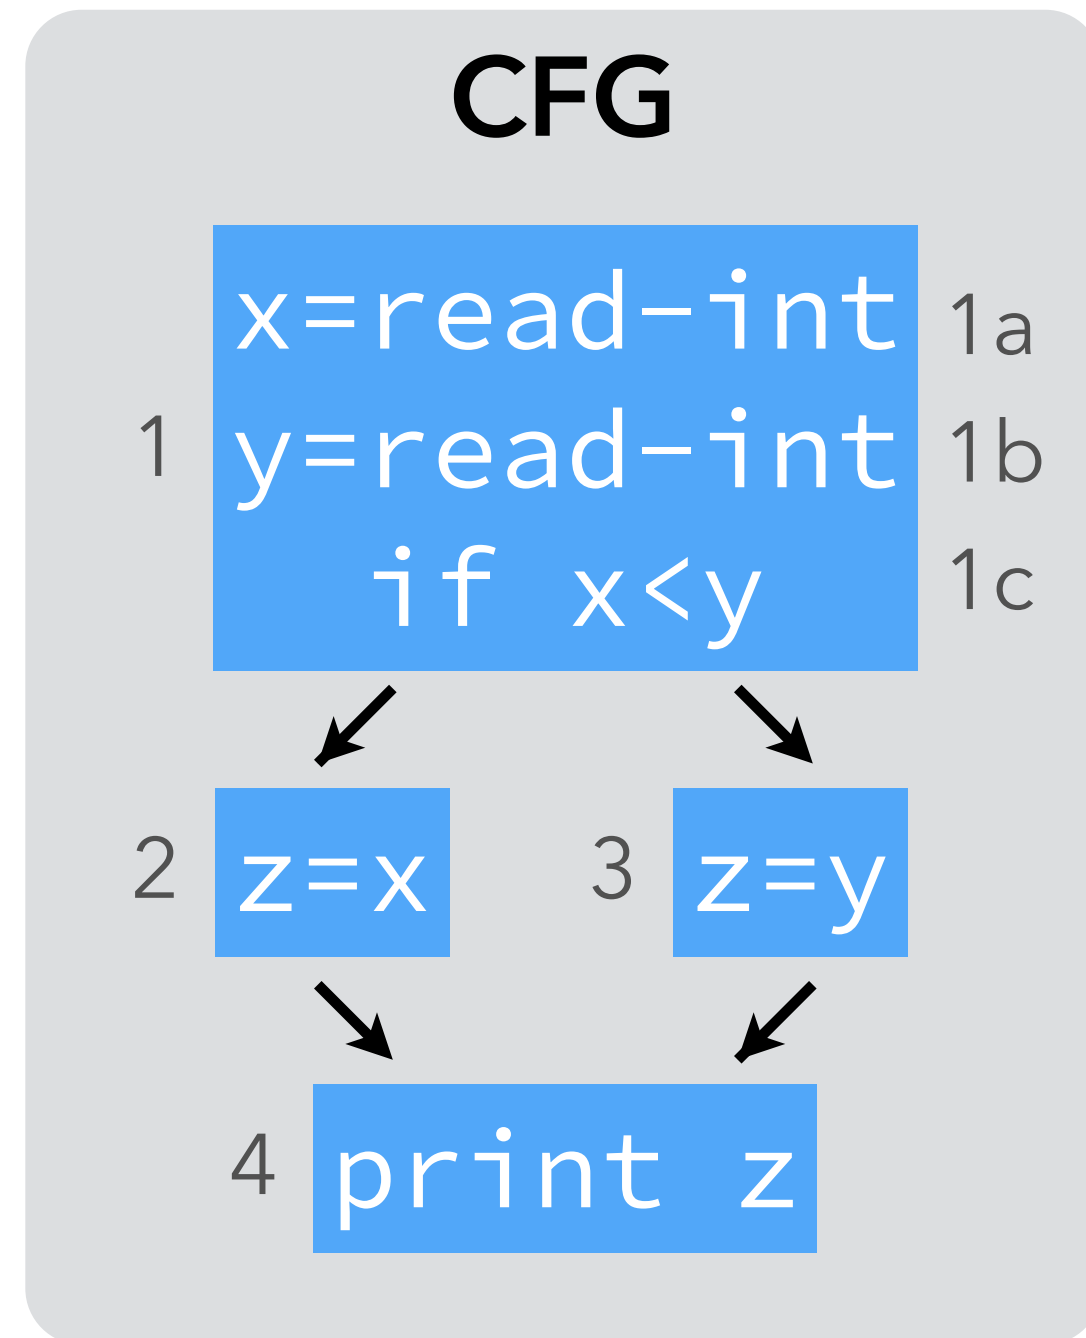 CFG
x=read-int 1a
1 y=read-int 1b
if x<y 1c
2 z=x 3 z=y
4 print z